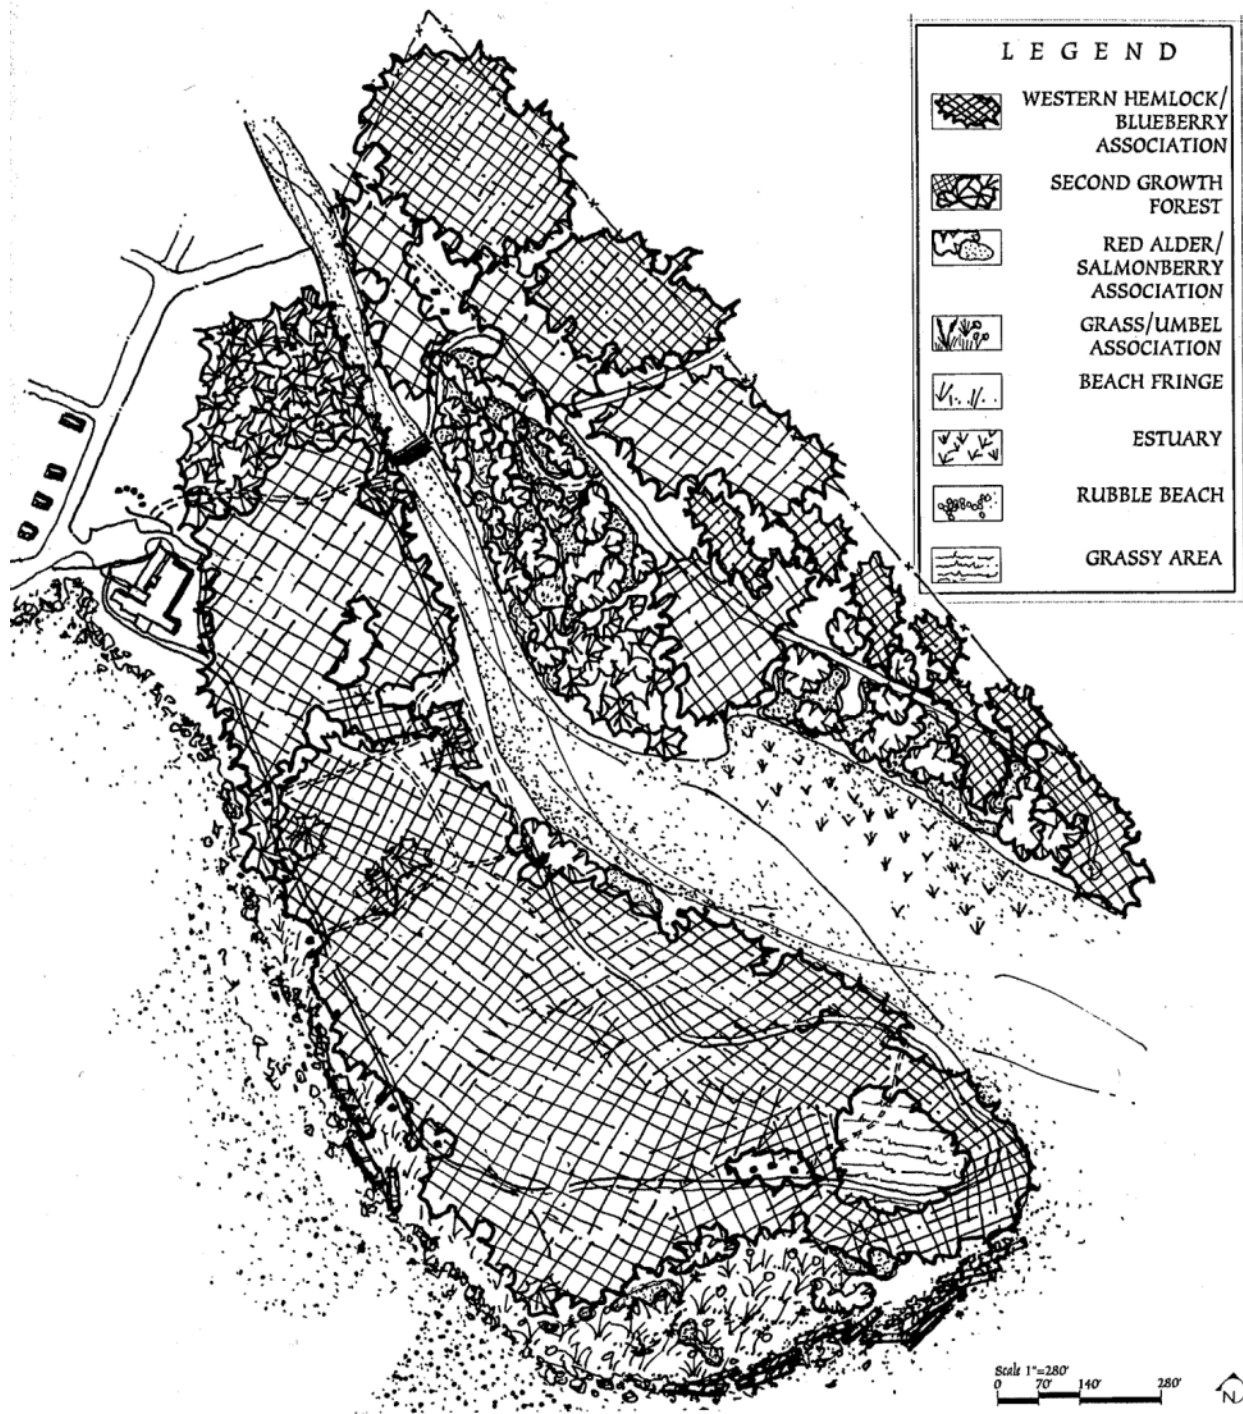 LEGEND
WESTERN HEMLOCK/
BLUEBERRY
ASSOCIATION
SECOND GROWTH
FOREST
RED ALDER/
SALMONBERRY
ASSOCIATION
GRASS/UMBEL
ASSOCIATION
BEACH FRINGE
ESTUARY
RUBBLE BEACH
GRASSY AREA
Scale 1"=280'
0 70' 140' 280'
N